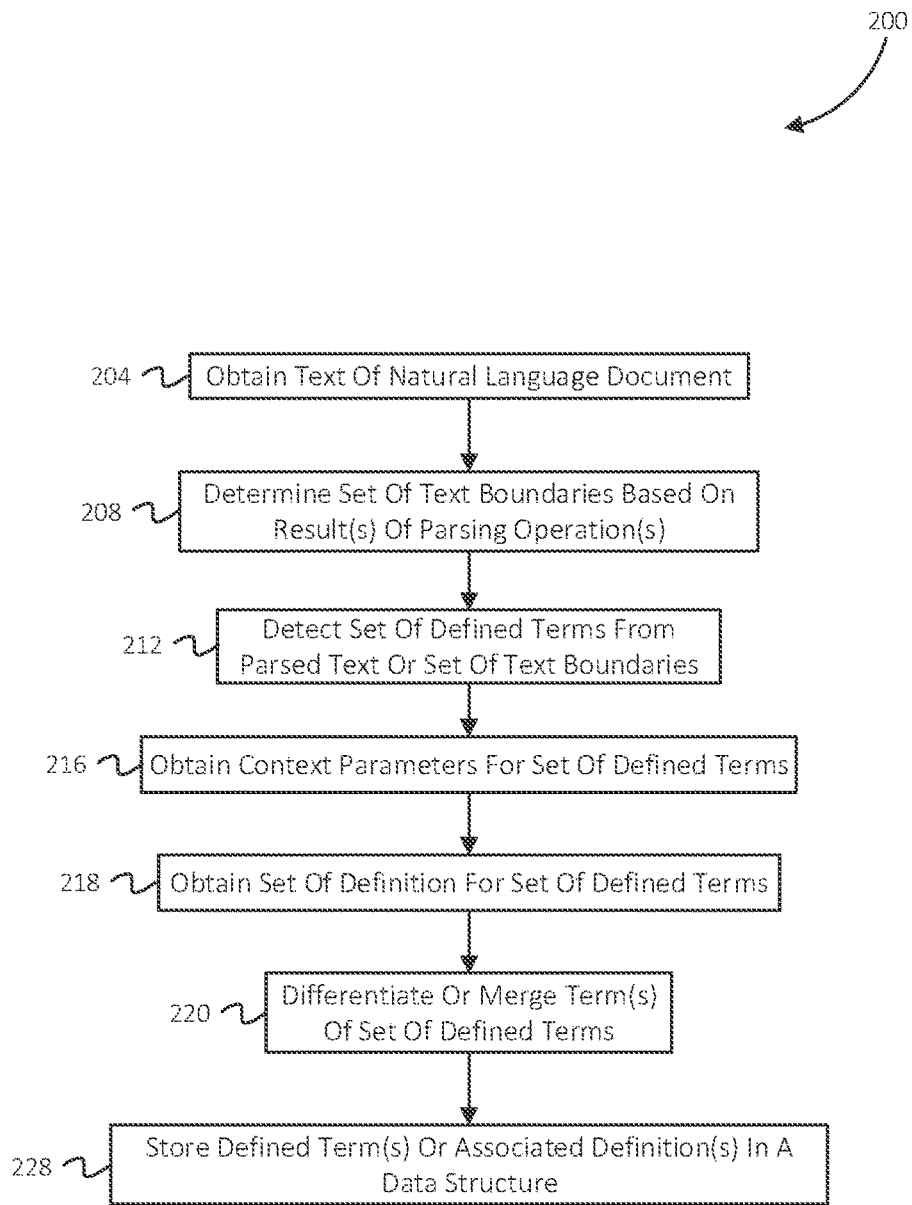 200
204
Obtain Text Of Natural Language Document
208
Determine Set Of Text Boundaries Based On
Result(s) Of Parsing Operation(s)
212
Detect Set Of Defined Terms From
Parsed Text Or Set Of Text Boundaries
216
Obtain Context Parameters For Set Of Defined Terms
218
Obtain Set Of Definition For Set Of Defined Terms
220
Differentiate Or Merge Term(s)
Of Set Of Defined Terms
228
Store Defined Term(s) Or Associated Definition(s) In A
Data Structure